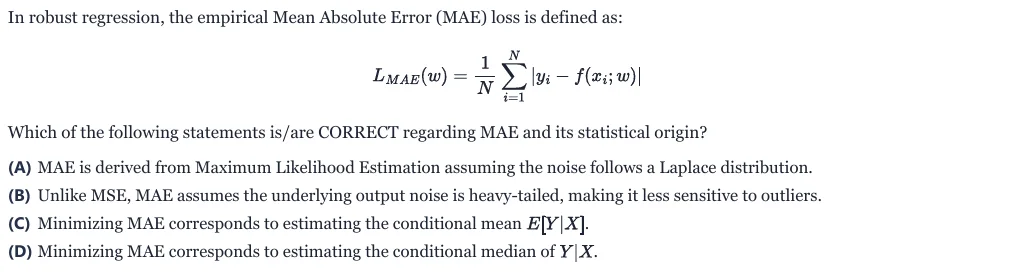 In robust regression, the empirical Mean Absolute Error (MAE) loss is defined as:
L_{MAE}(w) = \frac{1}{N} \sum_{i=1}^{N} |y_i − f(x_i; w)|
Which of the following statements is/are CORRECT regarding MAE and its statistical origin?
(A) MAE is derived from Maximum Likelihood Estimation assuming the noise follows a Laplace distribution.
(B) Unlike MSE, MAE assumes the underlying output noise is heavy-tailed, making it less sensitive to outliers.
(C) Minimizing MAE corresponds to estimating the conditional mean E[Y|X].
(D) Minimizing MAE corresponds to estimating the conditional median of Y|X.